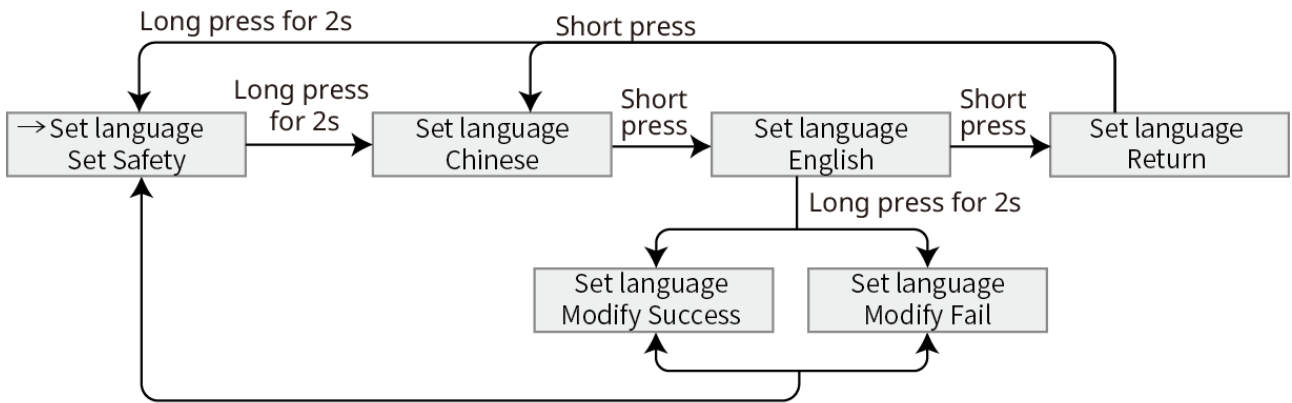 Long press for 2s
Short press
Long press
for 2s
Short
press
Short
press
→Set language
Set Safety
Set language
Chinese
Set language
English
Set language
Return
Long press for 2s
Set language
Modify Success
Set language
Modify Fail